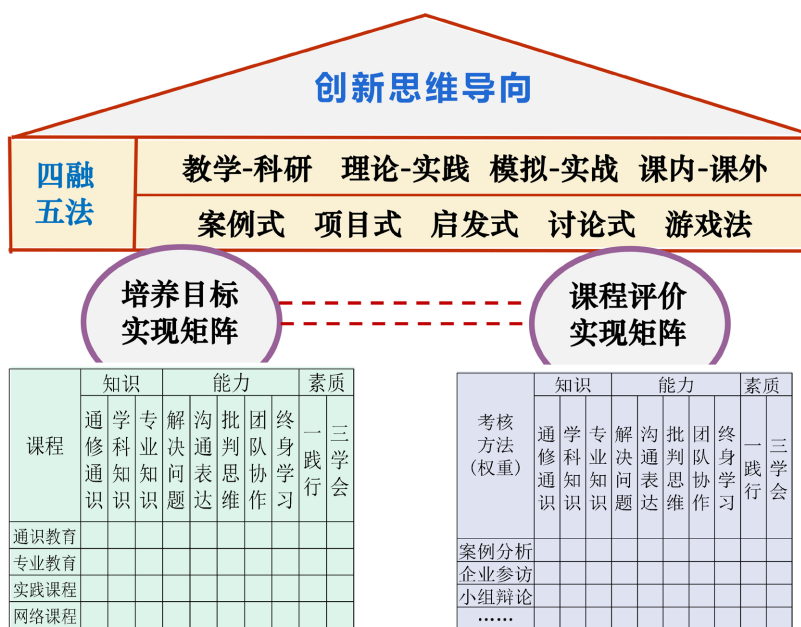 创新思维导向
四融
五法
教学-科研 理论-实践 模拟-实战 课内-课外
案例式 项目式 启发式 讨论式 游戏法
培养目标
实现矩阵
课程评价
实现矩阵
课程
知识 能力 素质
通修通识 学科知识 专业知识 解决问题 沟通表达 批判思维 团队协作 终身学习 一践行 三学会
通识教育
专业教育
实践课程
网络课程
考核
方法
(权重)
知识 能力 素质
通修通识 学科知识 专业知识 解决问题 沟通表达 批判思维 团队协作 终身学习 一践行 三学会
案例分析
企业参访
小组辩论
……